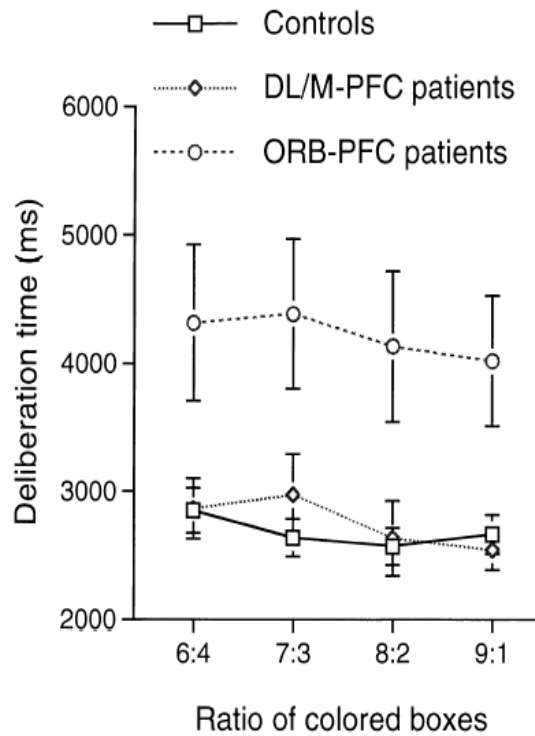 Controls
DL/M-PFC patients
ORB-PFC patients
6000
5000
4000
3000
2000
Deliberation time (ms)
6:4 7:3 8:2 9:1
Ratio of colored boxes